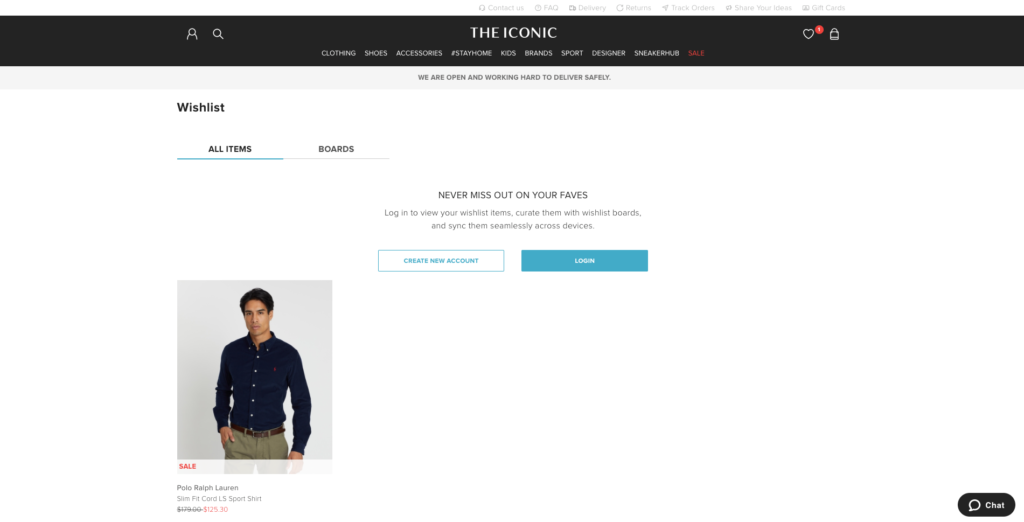 Contact us FAQ Delivery Returns Track Orders Share Your Ideas Gift Cards
THE ICONIC
1
CLOTHING SHOES ACCESSORIES #STAYHOME KIDS BRANDS SPORT DESIGNER SNEAKERHUB SALE
WE ARE OPEN AND WORKING HARD TO DELIVER SAFELY.
Wishlist
ALL ITEMS BOARDS
NEVER MISS OUT ON YOUR FAVES
Log in to view your wishlist items, curate them with wishlist boards,
and sync them seamlessly across devices.
CREATE NEW ACCOUNT LOGIN
SALE
Polo Ralph Lauren
Slim Fit Cord LS Sport Shirt
$179.00 $125.30
Chat